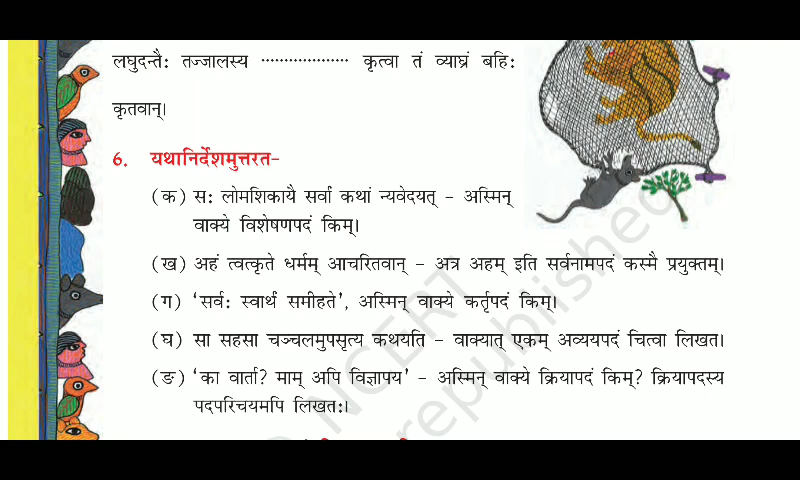 लघुदन्तैः तज्जालस्य ................... कृत्वा तं व्याघ्रं बहिः
कृतवान्।
6. यथानिर्देशमुत्तरत-
(क) सः लोमशिकायै सर्वां कथां न्यवेदयत् – अस्मिन्
वाक्ये विशेषणपदं किम्।
(ख) अहं त्वत्कृते धर्मम् आचरितवान् – अत्र अहम् इति सर्वनामपदं कस्मै प्रयुक्तम्।
(ग) ‘सर्वः स्वार्थं समीहते’, अस्मिन् वाक्ये कर्तृपदं किम्।
(घ) सा सहसा चञ्चलमुपसृत्य कथयति – वाक्यात् एकम् अव्ययपदं चित्वा लिखत।
(ङ) ‘का वार्ता? माम् अपि विज्ञापय’ – अस्मिन् वाक्ये क्रियापदं किम्? क्रियापदस्य
पदपरिचयमपि लिखतः।
NCERT
republished